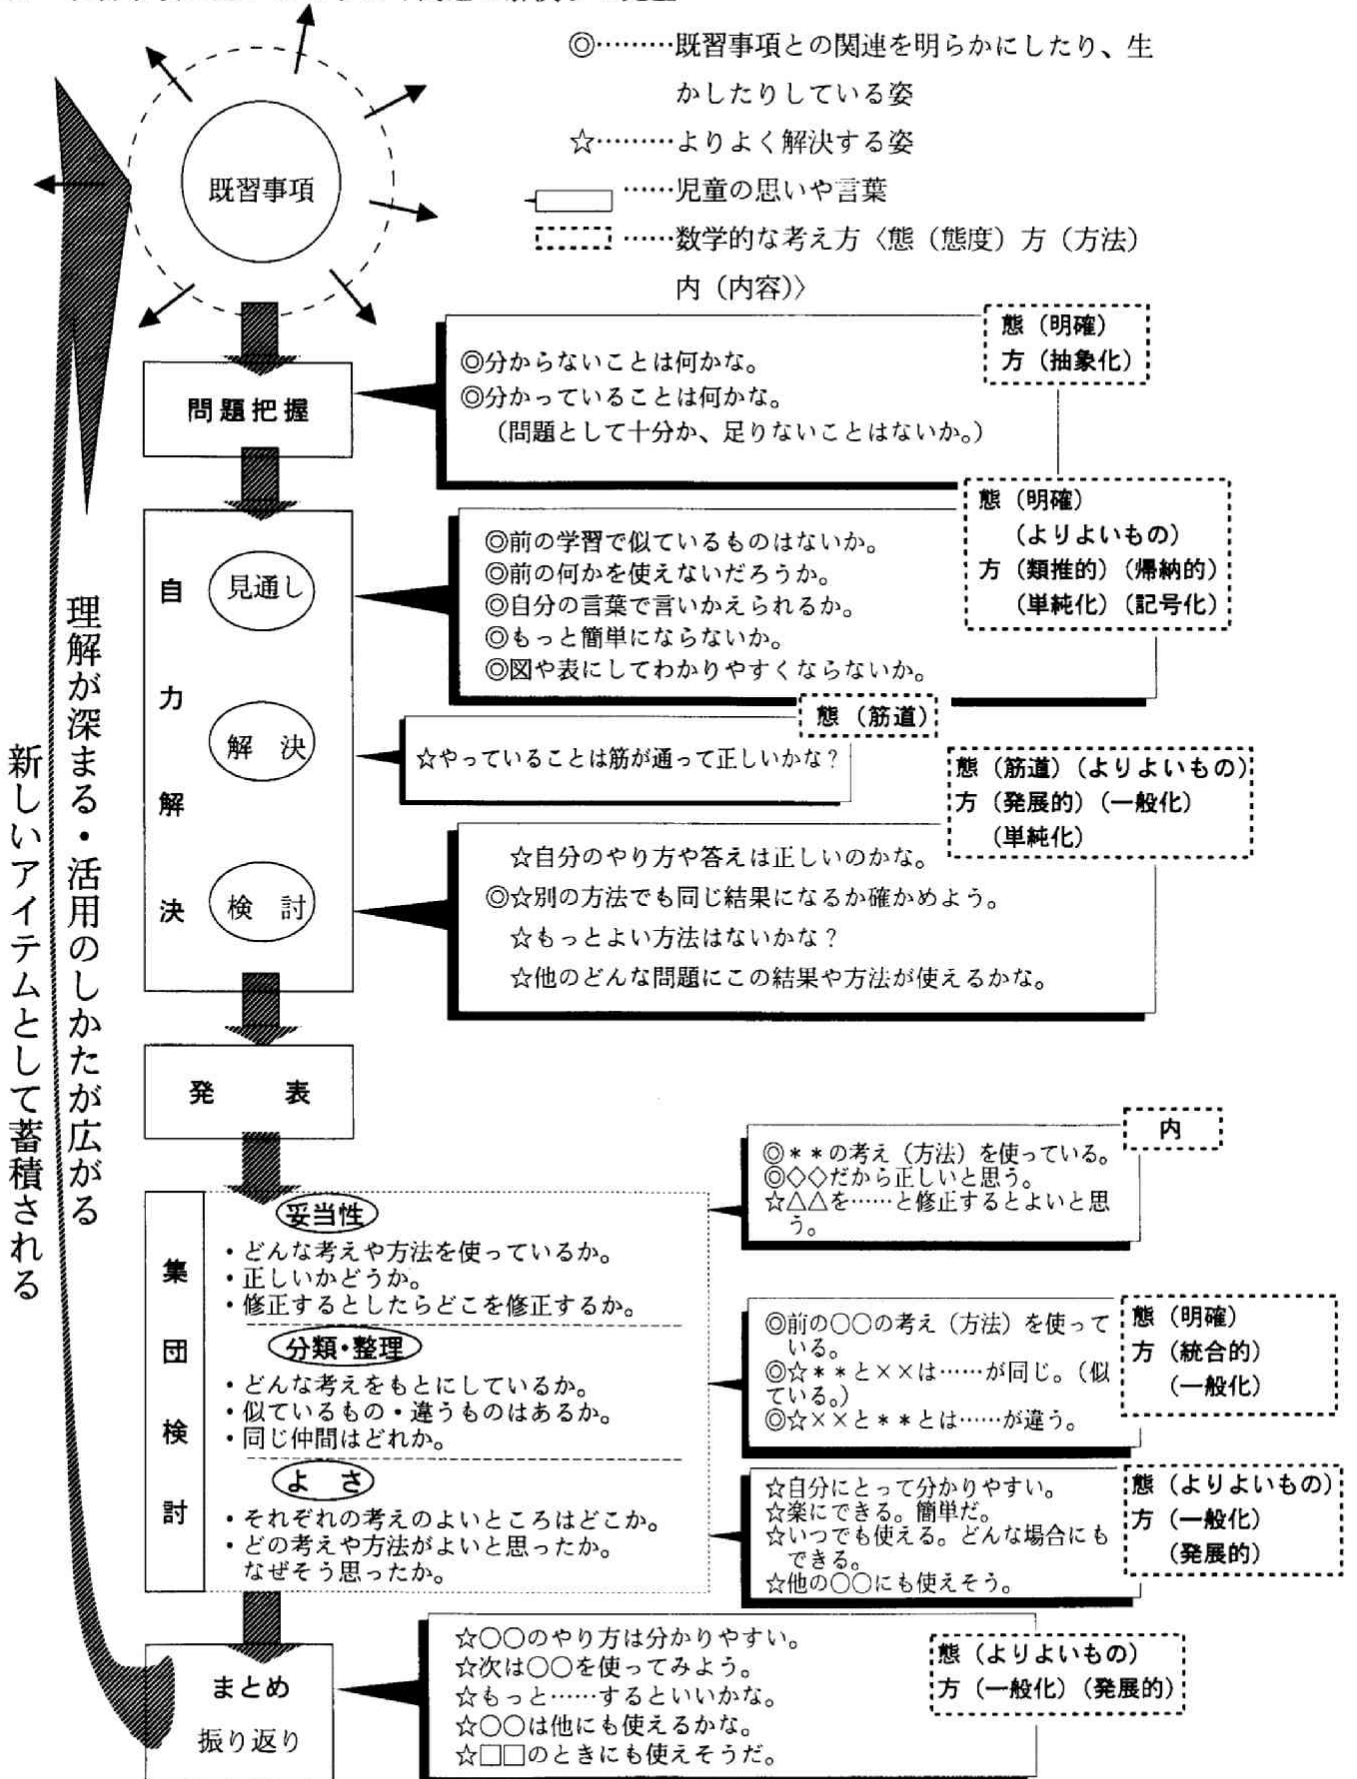 ◎………既習事項との関連を明らかにしたり、生
かしたりしている姿
☆………よりよく解決する姿
……児童の思いや言葉
……数学的な考え方〈態（態度）方（方法）
内（内容）〉
既習事項
問題把握
◎分からないことは何かな。
◎分かっていることは何かな。
（問題として十分か、足りないことはないか。）
態（明確）
方（抽象化）
自力解決
見通し
◎前の学習で似ているものはないか。
◎前の何かを使えないだろうか。
◎自分の言葉で言いかえられるか。
◎もっと簡単にならないか。
◎図や表にしてわかりやすくならないか。
態（明確）
（よりよいもの）
方（類推的）（帰納的）
（単純化）（記号化）
解 決
☆やっていることは筋が通って正しいかな？
態（筋道）
検 討
☆自分のやり方や答えは正しいのかな。
◎☆別の方法でも同じ結果になるか確かめよう。
☆もっとよい方法はないかな？
☆他のどんな問題にこの結果や方法が使えるかな。
態（筋道）（よりよいもの）
方（発展的）（一般化）
（単純化）
発 表
集団検討
妥当性
・どんな考えや方法を使っているか。
・正しいかどうか。
・修正するとしたらどこを修正するか。
◎＊＊の考え（方法）を使っている。
◎◇◇だから正しいと思う。
☆△△を……と修正するとよいと思
う。
内
分類・整理
・どんな考えをもとにしているか。
・似ているもの・違うものはあるか。
・同じ仲間はどれか。
◎前の○○の考え（方法）を使って
いる。
◎☆＊＊と××は……が同じ。（似
ている。）
◎☆××と＊＊とは……が違う。
態（明確）
方（統合的）
（一般化）
よ さ
・それぞれの考えのよいところはどこか。
・どの考えや方法がよいと思ったか。
なぜそう思ったか。
☆自分にとって分かりやすい。
☆楽にできる。簡単だ。
☆いつでも使える。どんな場合にも
できる。
☆他の○○にも使えそう。
態（よりよいもの）
方（一般化）
（発展的）
まとめ
振り返り
☆○○のやり方は分かりやすい。
☆次は○○を使ってみよう。
☆もっと……するといいかな。
☆○○は他にも使えるかな。
☆□□のときにも使えそうだ。
態（よりよいもの）
方（一般化）（発展的）
理解が深まる・活用のしかたが広がる
新しいアイテムとして蓄積される